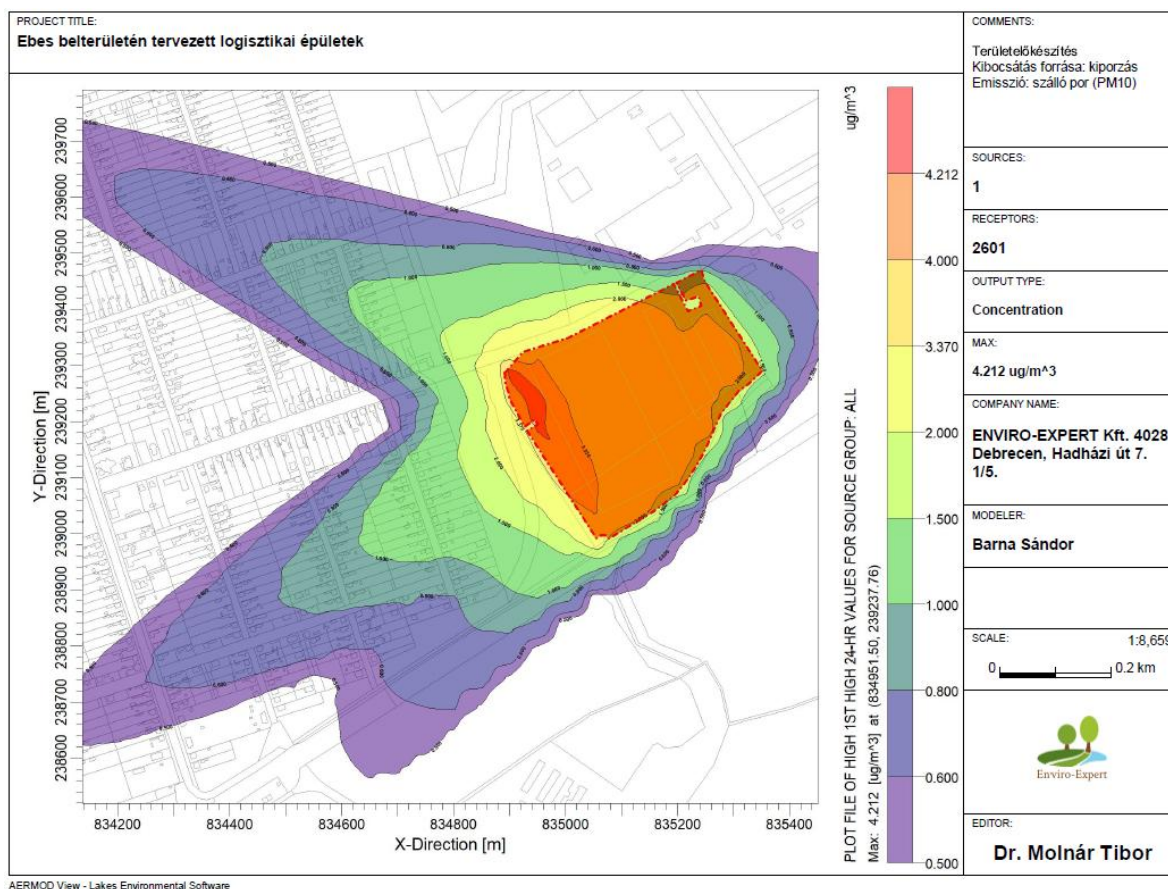 PROJECT TITLE:
Ebes belterületén tervezett logisztikai épületek
COMMENTS:
Területelőkészítés
Kibocsátás forrása: kiporzás
Emisszió: szálló por (PM10)
SOURCES:
1
RECEPTORS:
2601
OUTPUT TYPE:
Concentration
MAX:
4.212 ug/m^3
COMPANY NAME:
ENVIRO-EXPERT Kft. 4028
Debrecen, Hadházi út 7.
1/5.
MODELER:
Barna Sándor
SCALE:
1:8,659
0
0.2 km
Enviro-Expert
EDITOR:
Dr. Molnár Tibor
Y-Direction [m]
239700
239600
239500
239400
239300
239200
239100
239000
238900
238800
238700
238600
834200
834400
834600
834800
835000
835200
835400
X-Direction [m]
PLOT FILE OF HIGH 1ST HIGH 24-HR VALUES FOR SOURCE GROUP: ALL
Max: 4.212 [ug/m^3] at (834951.50, 239237.76)
ug/m^3
4.212
4.000
3.370
2.000
1.500
1.000
0.800
0.600
0.500
AERMOD View - Lakes Environmental Software